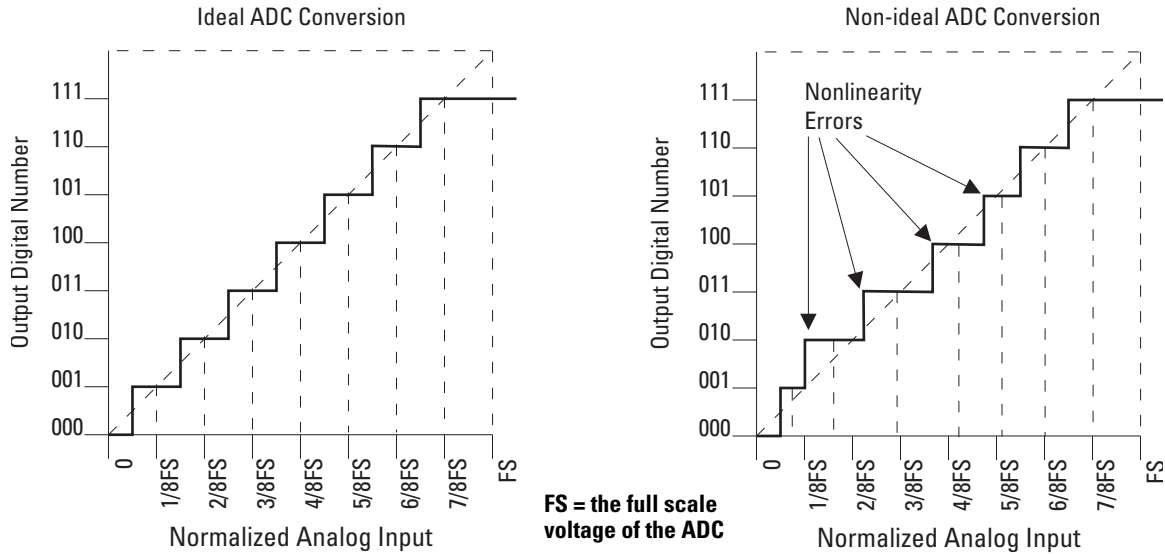 Ideal ADC Conversion
Output Digital Number
111
110
101
100
011
010
001
000
0
1/8FS
2/8FS
3/8FS
4/8FS
5/8FS
6/8FS
7/8FS
FS
Normalized Analog Input
FS = the full scale
voltage of the ADC
Non-ideal ADC Conversion
Nonlinearity
Errors
Output Digital Number
111
110
101
100
011
010
001
000
0
1/8FS
2/8FS
3/8FS
4/8FS
5/8FS
6/8FS
7/8FS
FS
Normalized Analog Input